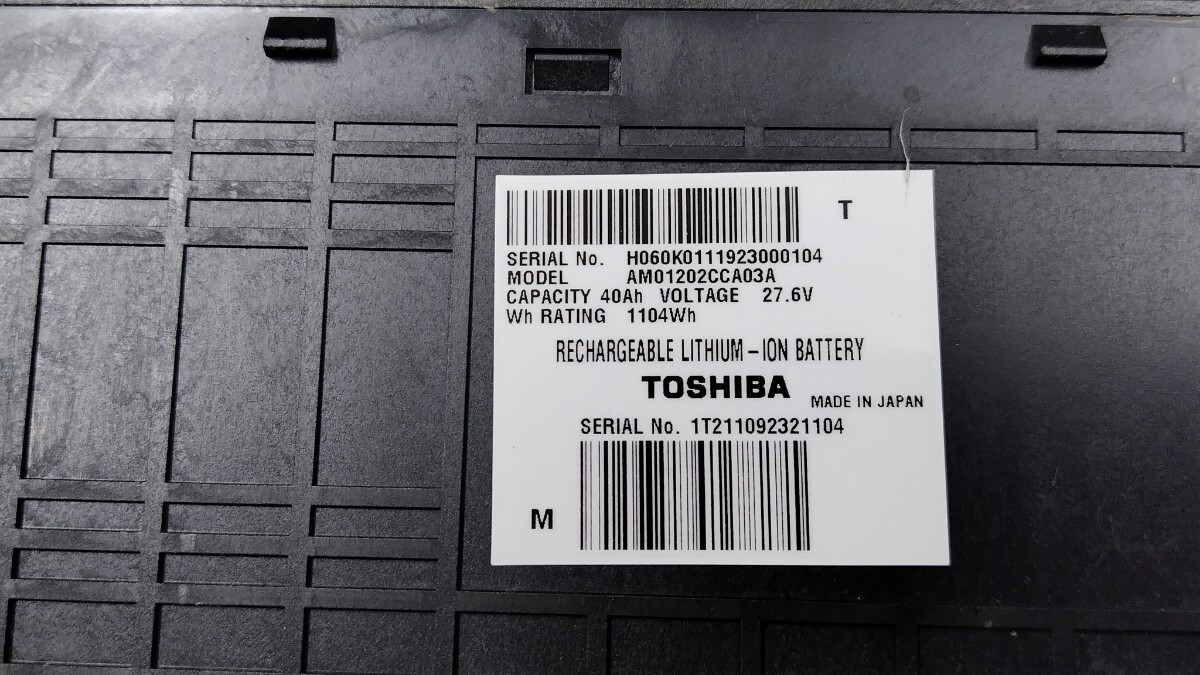 T
SERIAL No. H060K0111923000104
MODEL AM01202CCA03A
CAPACITY 40Ah VOLTAGE 27.6V
Wh RATING 1104Wh
RECHARGEABLE LITHIUM-ION BATTERY
TOSHIBA MADE IN JAPAN
SERIAL No. 1T211092321104
M